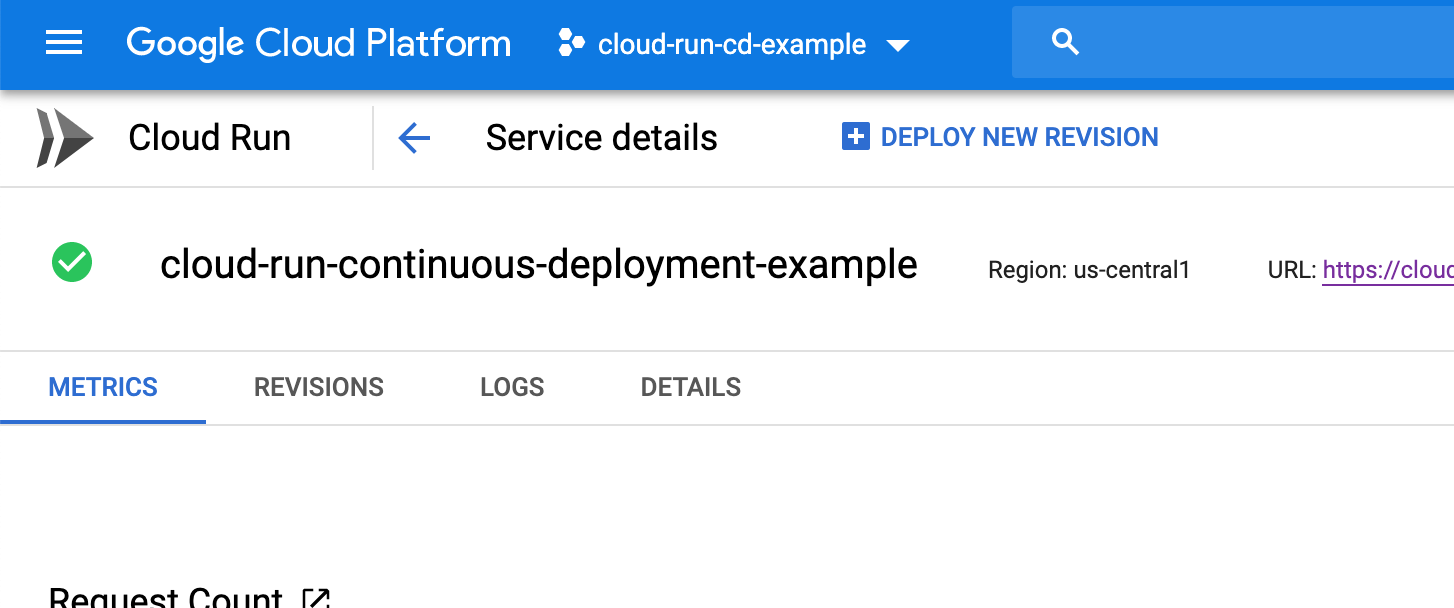 Google Cloud Platform cloud-run-cd-example
Cloud Run Service details DEPLOY NEW REVISION
cloud-run-continuous-deployment-example Region: us-central1 URL: https://cloud
METRICS REVISIONS LOGS DETAILS
Request Count